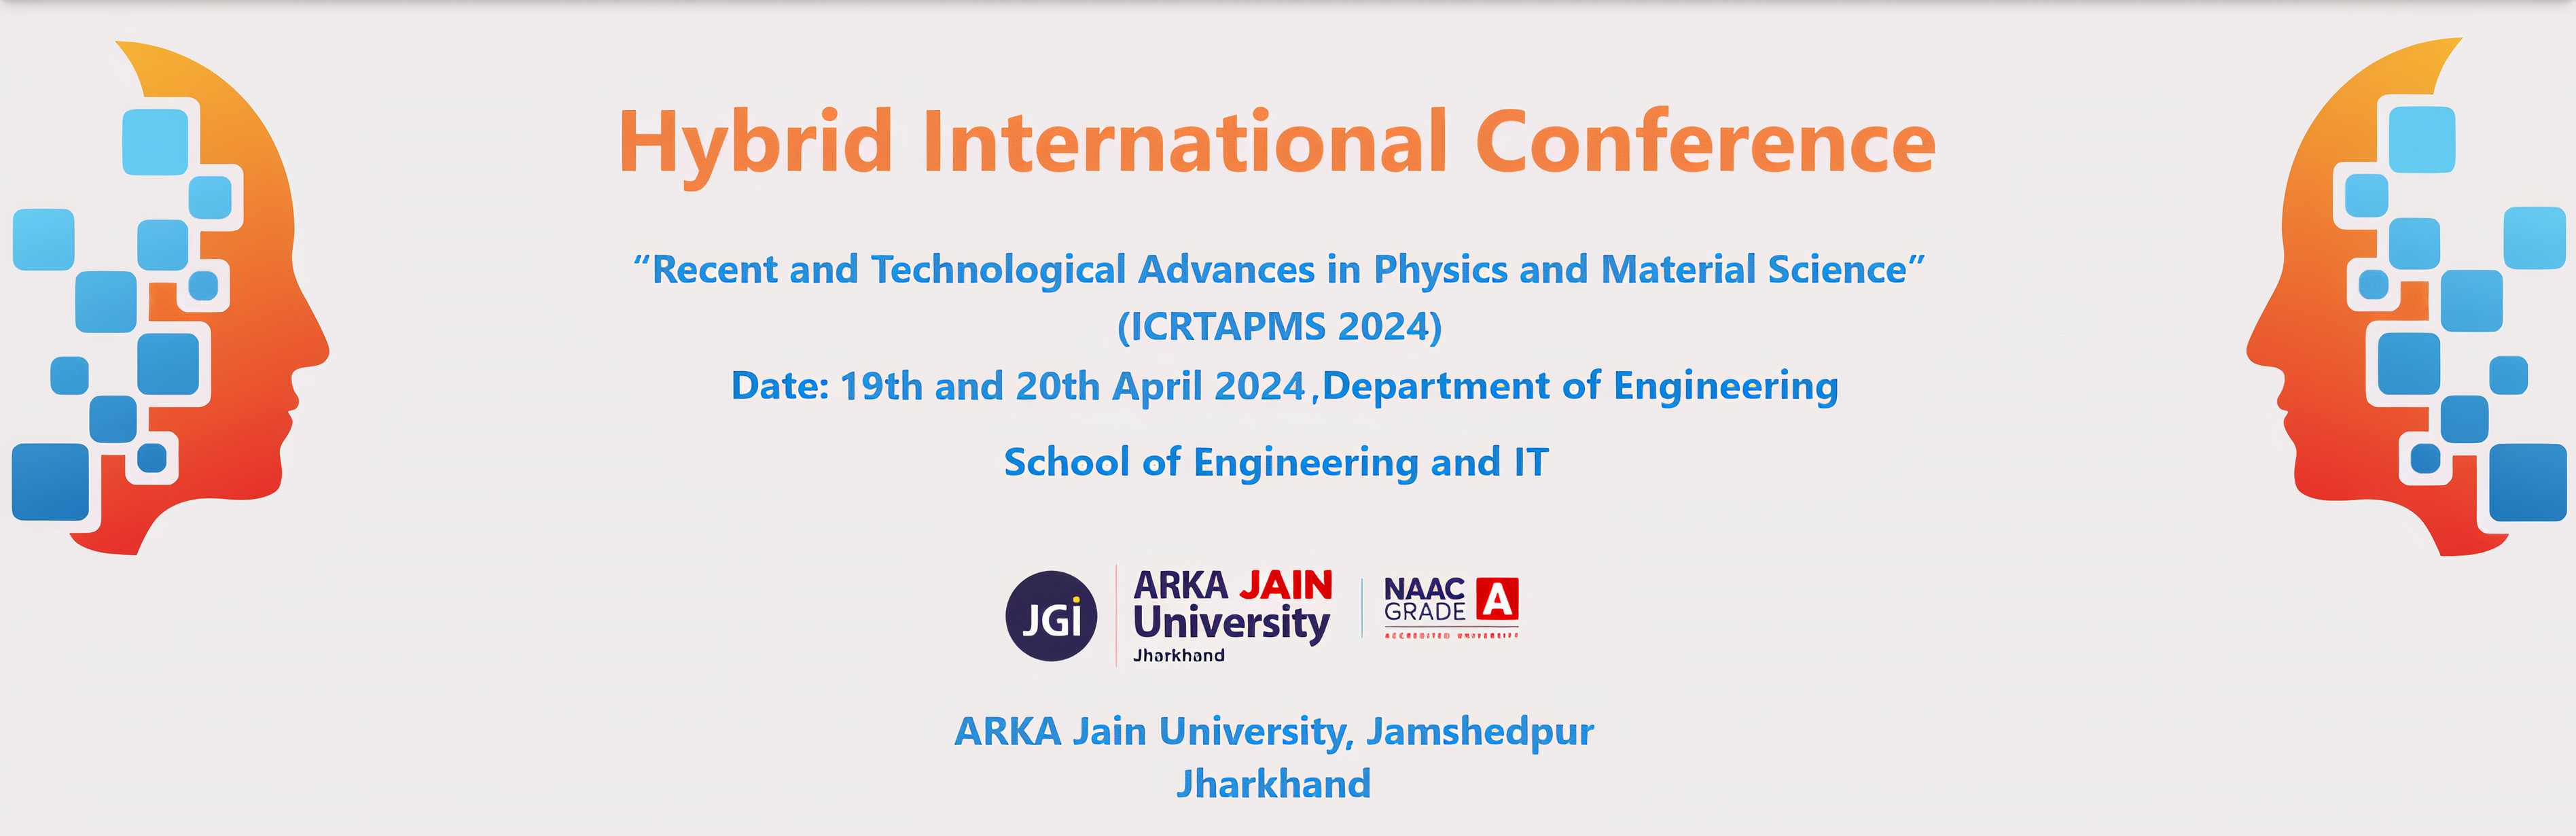 Hybrid International Conference
“Recent and Technological Advances in Physics and Material Science”
(ICRTAPMS 2024)
Date: 19th and 20th April 2024 ,Department of Engineering
School of Engineering and IT
JGi
ARKA JAIN
University
Jharkhand
NAAC
GRADE A
ACCREDITED UNIVERSITY
ARKA Jain University, Jamshedpur
Jharkhand